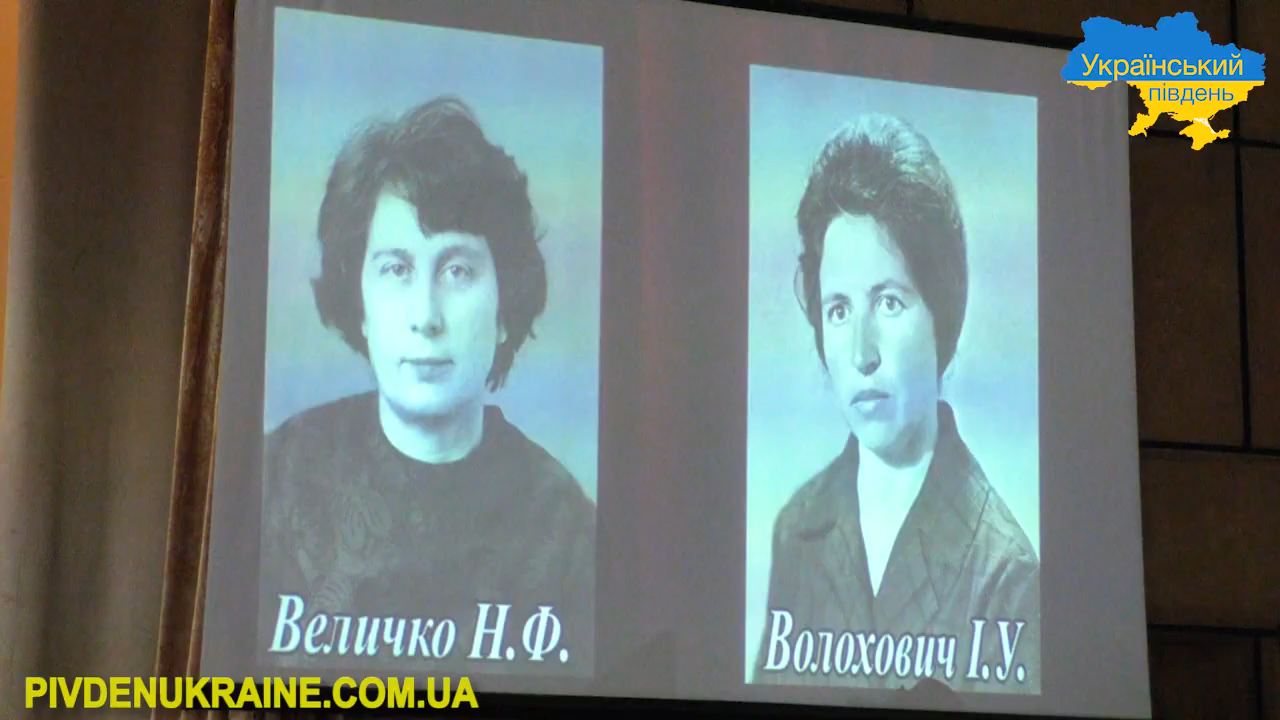 Український
південь
Величко Н.Ф.
Волохович І.У.
PIVDENUKRAINE.COM.UA